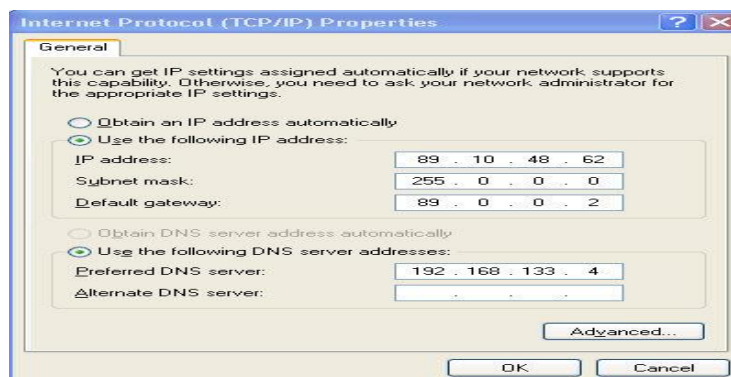 Internet Protocol (TCP/IP) Properties
General
You can get IP settings assigned automatically if your network supports
this capability. Otherwise, you need to ask your network administrator for
the appropriate IP settings.
Obtain an IP address automatically
Use the following IP address:
IP address: 89 . 10 . 48 . 62
Subnet mask: 255 . 0 . 0 . 0
Default gateway: 89 . 0 . 0 . 2
Obtain DNS server address automatically
Use the following DNS server addresses:
Preferred DNS server: 192 . 168 . 133 . 4
Alternate DNS server: . . .
Advanced...
OK Cancel